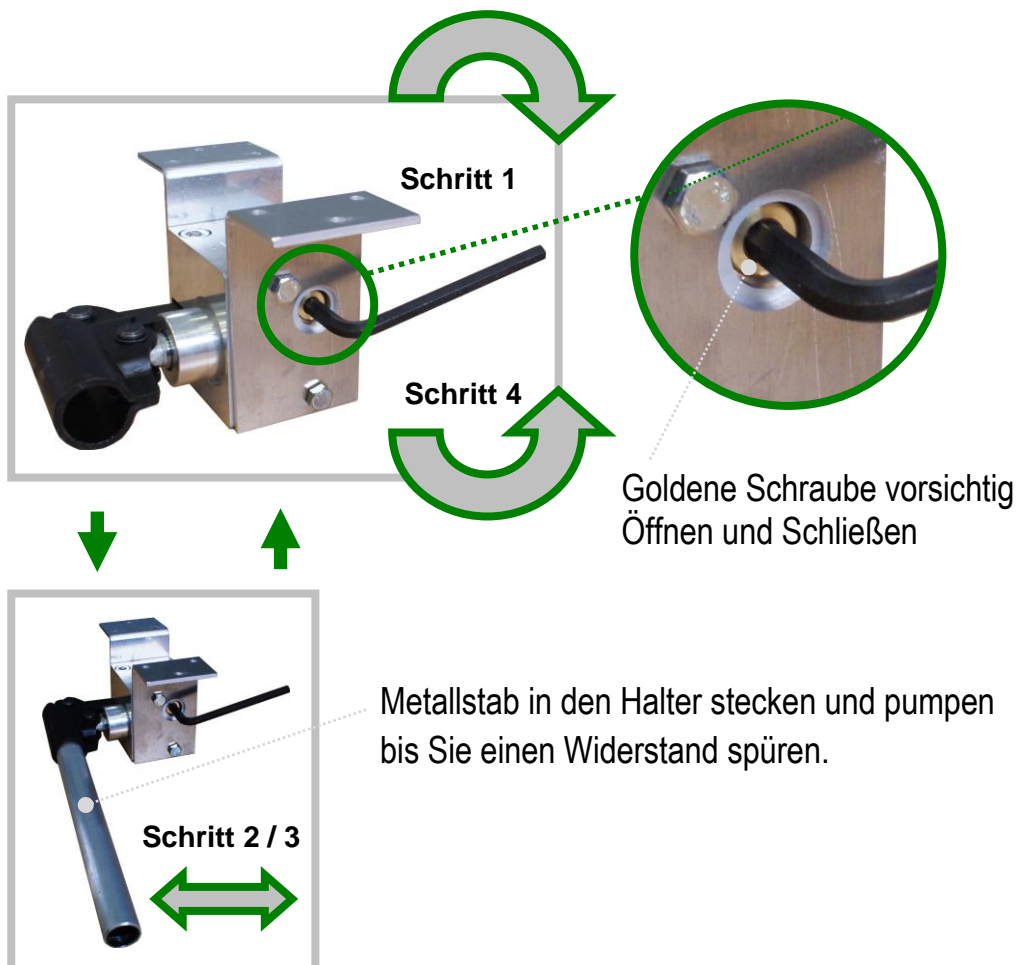 Schritt 1
Schritt 4
Goldene Schraube vorsichtig
Öffnen und Schließen
Metallstab in den Halter stecken und pumpen
bis Sie einen Widerstand spüren.
Schritt 2 / 3